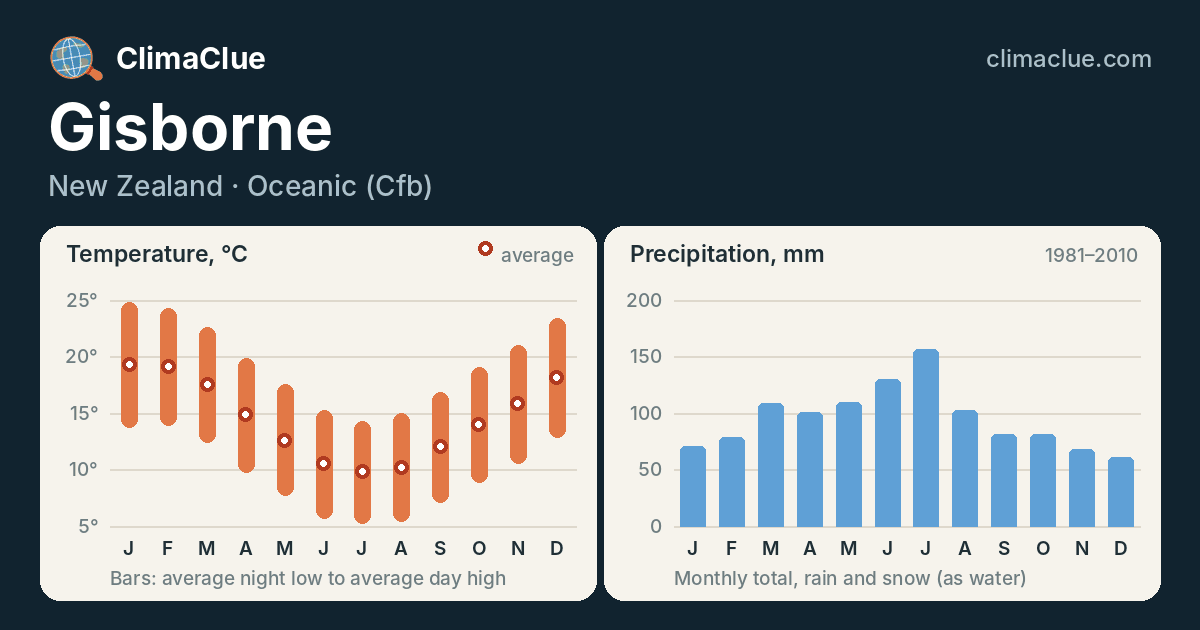 ClimaClue
climaclue.com
Gisborne
New Zealand · Oceanic (Cfb)
Temperature, °C
average
25°
20°
15°
10°
5°
J F M A M J J A S O N D
Bars: average night low to average day high
Precipitation, mm
1981–2010
200
150
100
50
0
J F M A M J J A S O N D
Monthly total, rain and snow (as water)